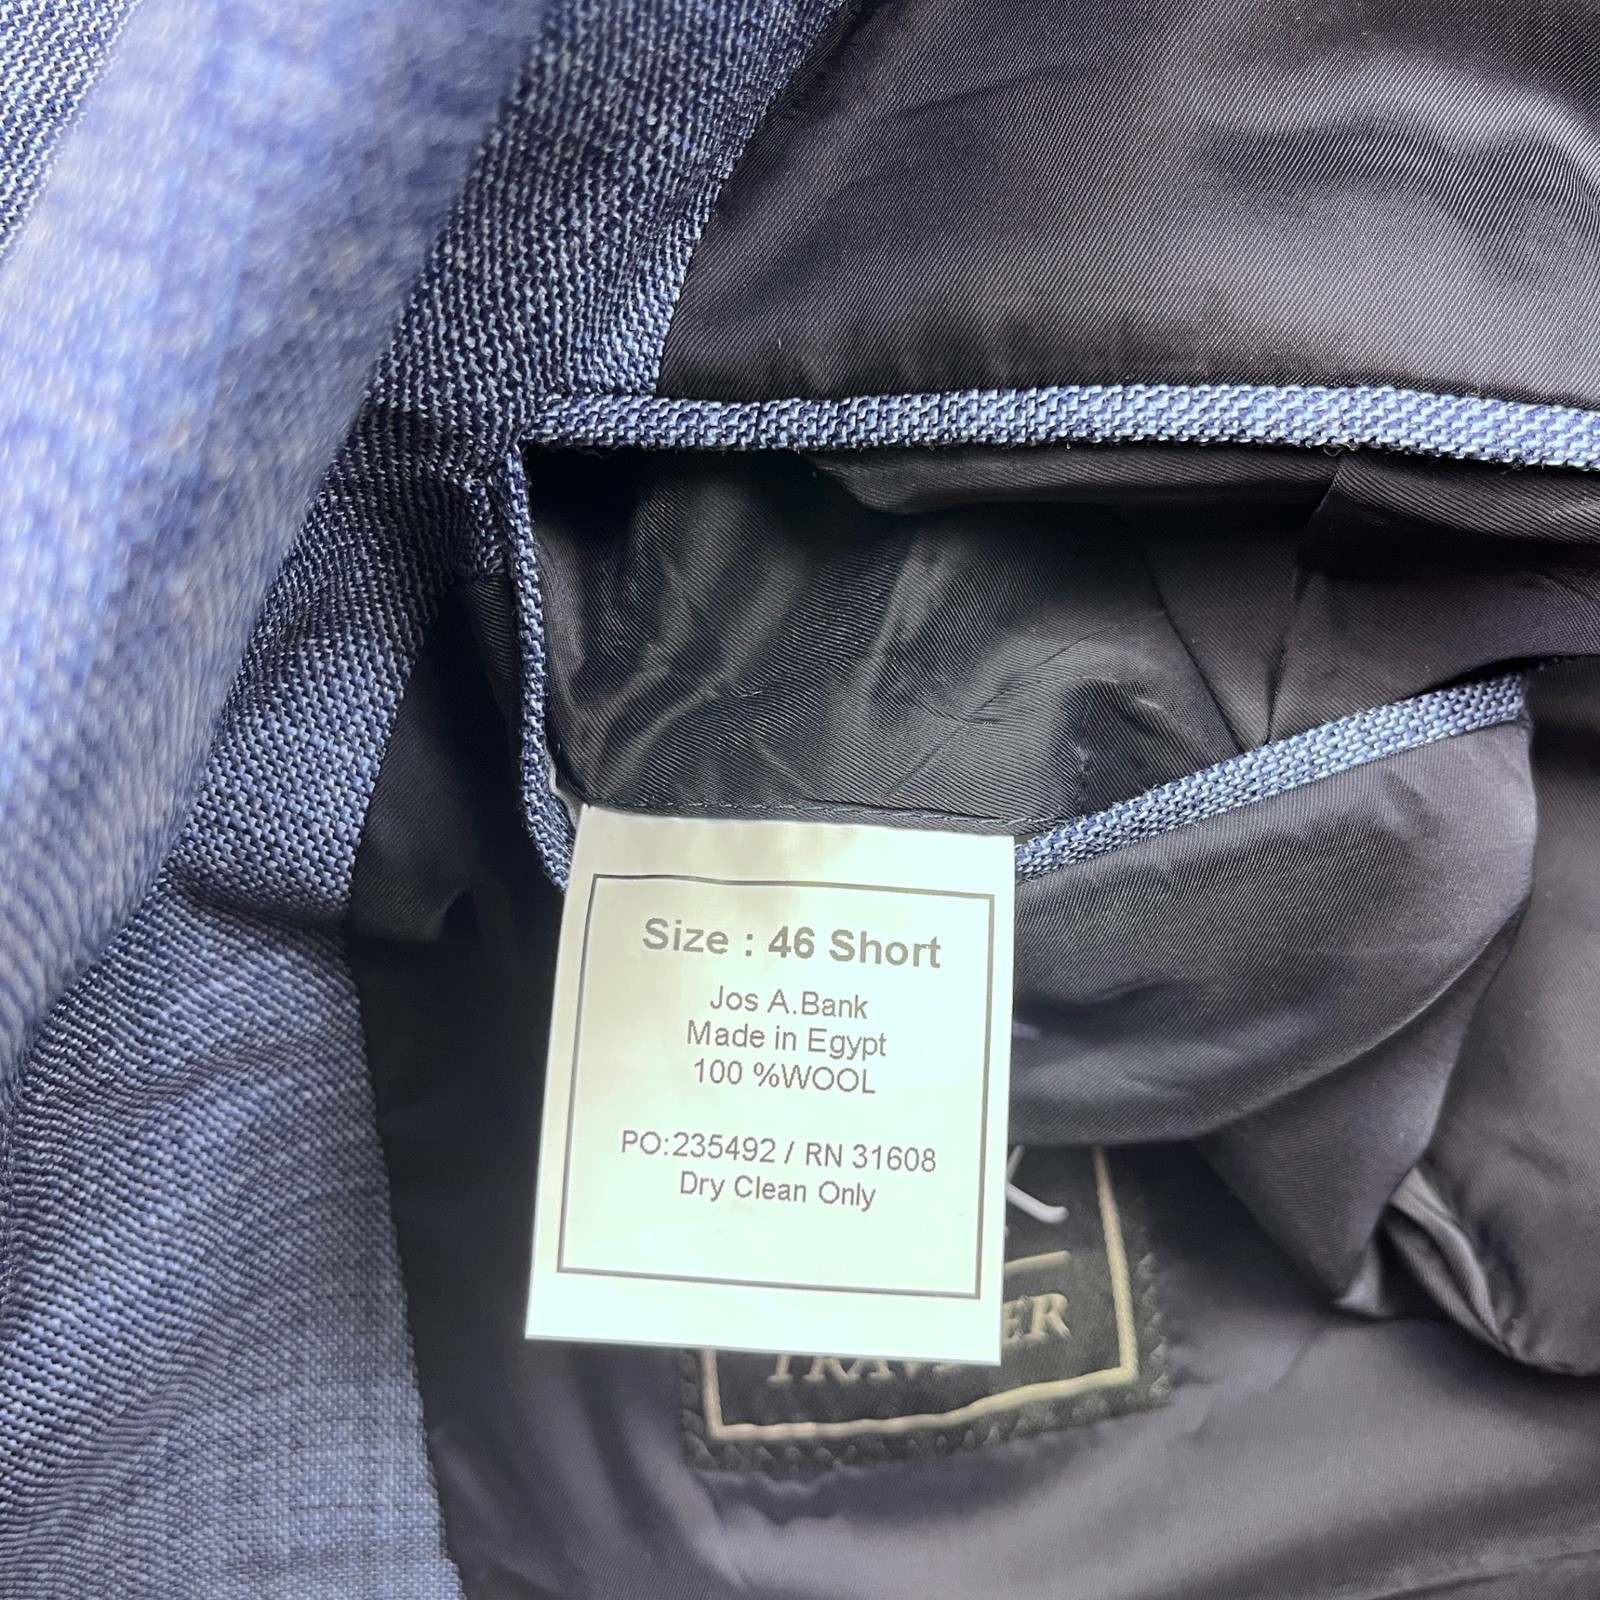 Size : 46 Short
Jos A.Bank
Made in Egypt
100 %WOOL
PO:235492 / RN 31608
Dry Clean Only